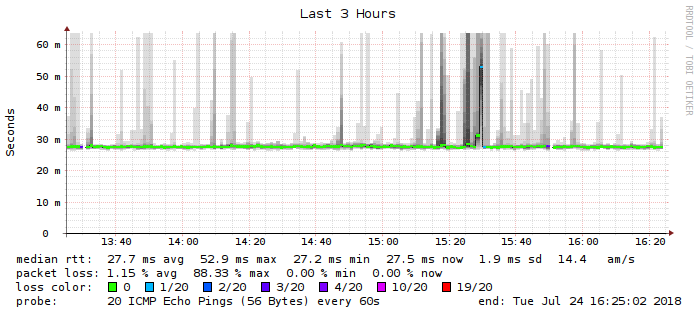 Last 3 Hours
RRDTOOL / TOBI OETIKER
Seconds
60 m
50 m
40 m
30 m
20 m
10 m
0
13:40 14:00 14:20 14:40 15:00 15:20 15:40 16:00 16:20
median rtt: 27.7 ms avg 52.9 ms max 27.2 ms min 27.5 ms now 1.9 ms sd 14.4 am/s
packet loss: 1.15 % avg 88.33 % max 0.00 % min 0.00 % now
loss color: 0 1/20 2/20 3/20 4/20 10/20 19/20
probe: 20 ICMP Echo Pings (56 Bytes) every 60s end: Tue Jul 24 16:25:02 2018